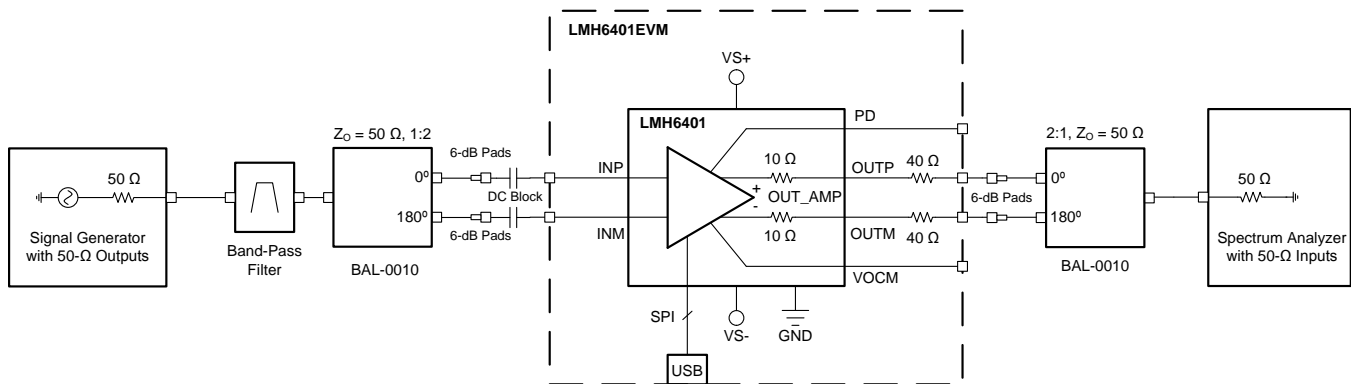 LMH6401EVM
VS+
LMH6401
PD
Z_O = 50 Ω, 1:2
2:1, Z_O = 50 Ω
50 Ω
Signal Generator
with 50-Ω Outputs
Band-Pass
Filter
0º
180º
BAL-0010
6-dB Pads
DC Block
6-dB Pads
INP
INM
10 Ω
+
-
OUT_AMP
10 Ω
OUTP
OUTM
40 Ω
40 Ω
VOCM
6-dB Pads
0º
180º
BAL-0010
50 Ω
Spectrum Analyzer
with 50-Ω Inputs
SPI
VS-
GND
USB